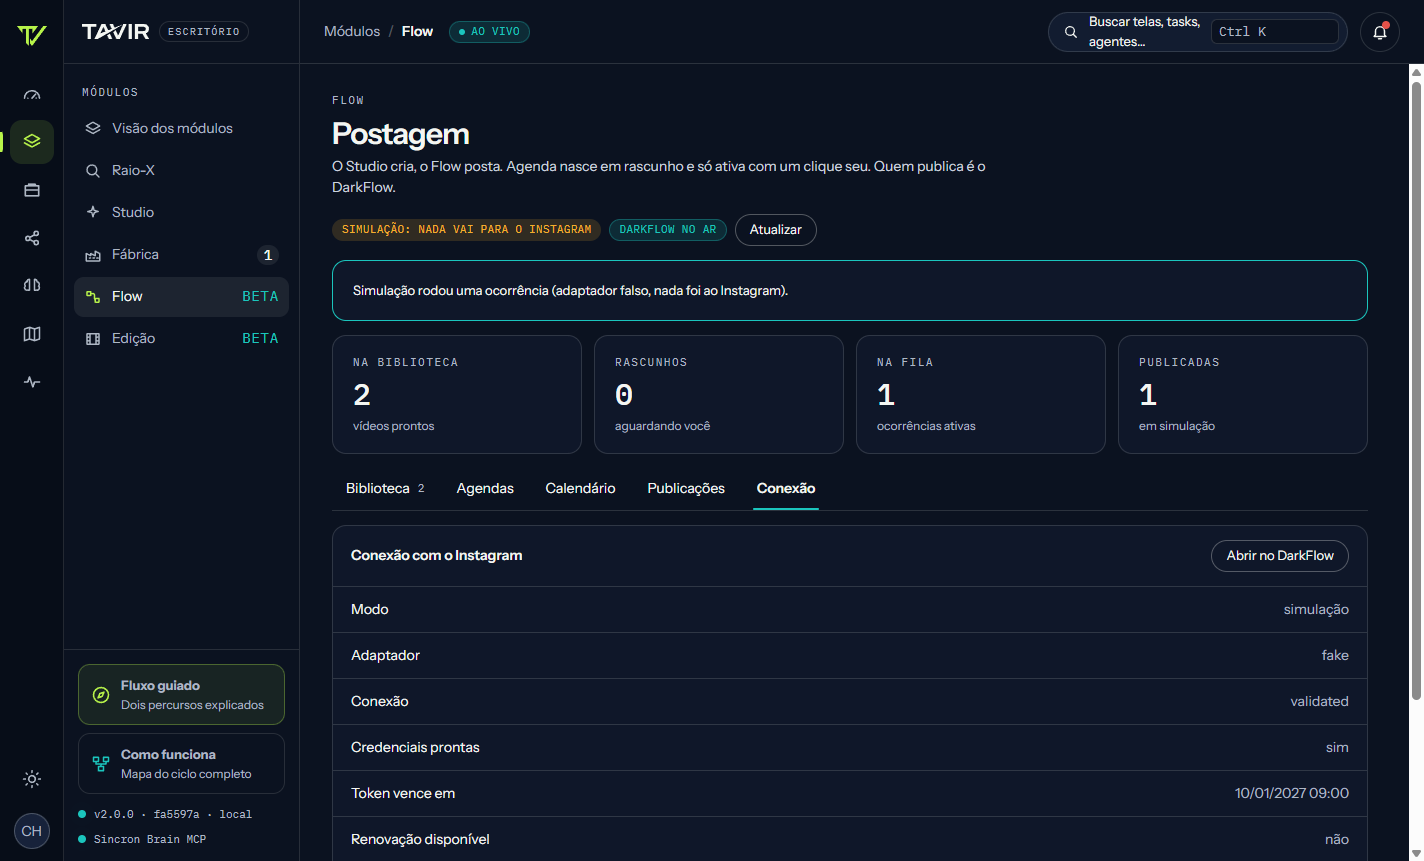 TAVIR ESCRITÓRIO
Módulos / Flow AO VIVO
Buscar telas, tasks,
agentes...
Ctrl K
MÓDULOS
Visão dos módulos
Raio-X
Studio
Fábrica 1
Flow BETA
Edição BETA
Fluxo guiado
Dois percursos explicados
Como funciona
Mapa do ciclo completo
v2.0.0 · fa5597a · local
Sincron Brain MCP
CH
FLOW
Postagem
O Studio cria, o Flow posta. Agenda nasce em rascunho e só ativa com um clique seu. Quem publica é o
DarkFlow.
SIMULAÇÃO: NADA VAI PARA O INSTAGRAM DARKFLOW NO AR Atualizar
Simulação rodou uma ocorrência (adaptador falso, nada foi ao Instagram).
NA BIBLIOTECA
2
vídeos prontos
RASCUNHOS
0
aguardando você
NA FILA
1
ocorrências ativas
PUBLICADAS
1
em simulação
Biblioteca 2 Agendas Calendário Publicações Conexão
Conexão com o Instagram Abrir no DarkFlow
Modo simulação
Adaptador fake
Conexão validated
Credenciais prontas sim
Token vence em 10/01/2027 09:00
Renovação disponível não